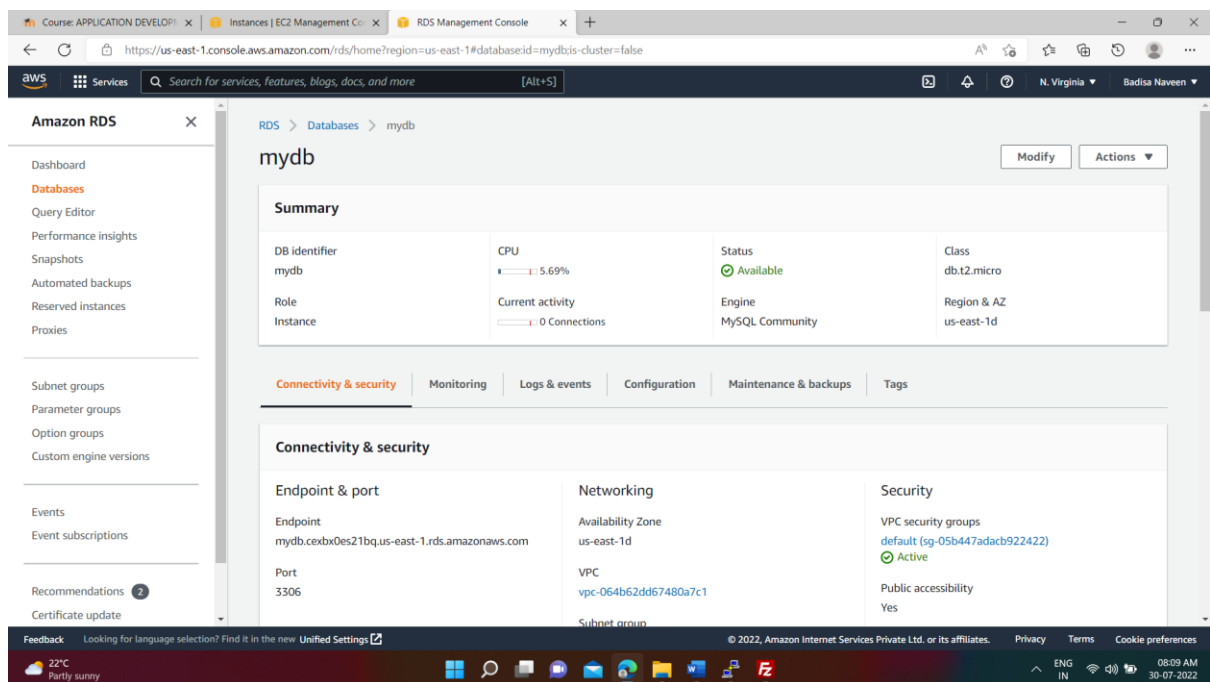 Course: APPLICATION DEVELOPM
Instances | EC2 Management Co
RDS Management Console
https://us-east-1.console.aws.amazon.com/rds/home?region=us-east-1#database:id=mydb;is-cluster=false
aws
Services
Search for services, features, blogs, docs, and more
[Alt+S]
N. Virginia ▼
Badisa Naveen ▼
Amazon RDS
Dashboard
Databases
Query Editor
Performance insights
Snapshots
Automated backups
Reserved instances
Proxies
Subnet groups
Parameter groups
Option groups
Custom engine versions
Events
Event subscriptions
Recommendations 2
Certificate update
RDS > Databases > mydb
mydb
Modify
Actions ▼
Summary
DB identifier
mydb
CPU
5.69%
Status
Available
Class
db.t2.micro
Role
Instance
Current activity
0 Connections
Engine
MySQL Community
Region & AZ
us-east-1d
Connectivity & security
Monitoring
Logs & events
Configuration
Maintenance & backups
Tags
Connectivity & security
Endpoint & port
Endpoint
mydb.cexbx0es21bq.us-east-1.rds.amazonaws.com
Port
3306
Networking
Availability Zone
us-east-1d
VPC
vpc-064b62dd67480a7c1
Subnet group
Security
VPC security groups
default (sg-05b447adacb922422)
Active
Public accessibility
Yes
Feedback
Looking for language selection? Find it in the new Unified Settings
© 2022, Amazon Internet Services Private Ltd. or its affiliates.
Privacy
Terms
Cookie preferences
22°C
Partly sunny
ENG
IN
08:09 AM
30-07-2022